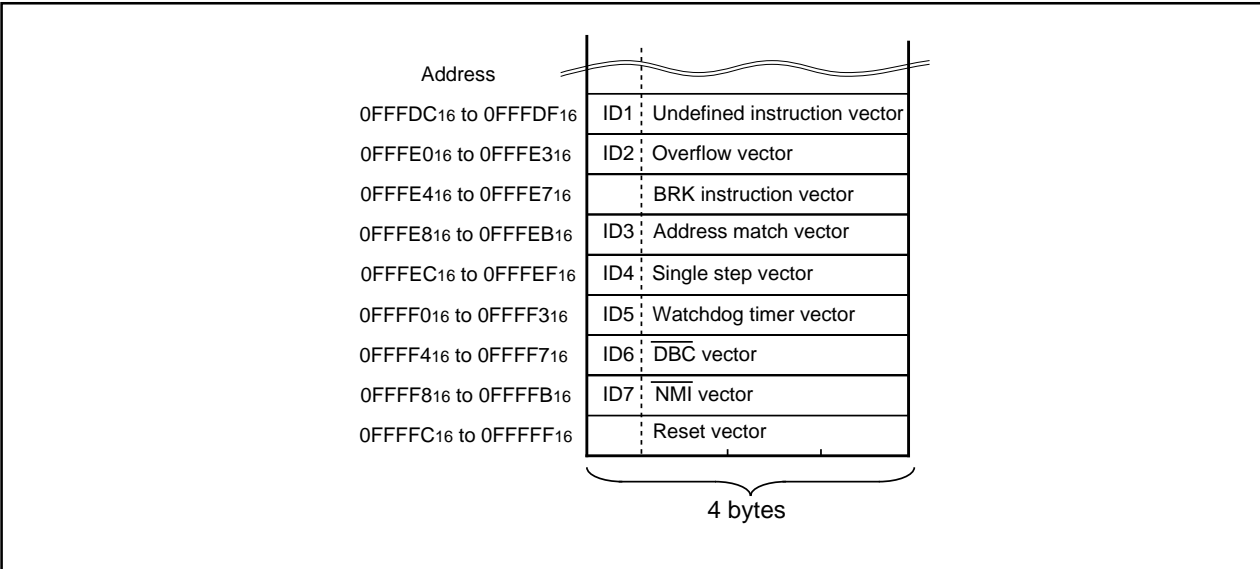 Address
0FFFDC16 to 0FFFDF16 ID1 Undefined instruction vector
0FFFE016 to 0FFFE316 ID2 Overflow vector
0FFFE416 to 0FFFE716 BRK instruction vector
0FFFE816 to 0FFFEB16 ID3 Address match vector
0FFFEC16 to 0FFFEF16 ID4 Single step vector
0FFFF016 to 0FFFF316 ID5 Watchdog timer vector
0FFFF416 to 0FFFF716 ID6 DBC vector
0FFFF816 to 0FFFFB16 ID7 NMI vector
0FFFFC16 to 0FFFFF16 Reset vector
4 bytes